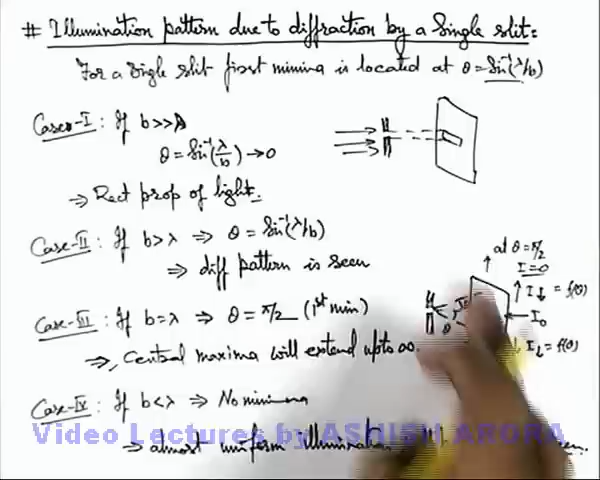 # Illumination pattern due to diffraction by a Single slit:
For a single slit first minima is located at θ = Sin⁻¹(λ/b)
Case-I : If b>>λ
θ = Sin⁻¹(λ/b) → 0
⇒ Rect prop of light.
Case-II : If b>λ ⇒ θ = Sin⁻¹(λ/b)
⇒ diff pattern is seen
at θ = π/2
I = 0
I↓ = f(θ)
I₀
I↓ = f(θ)
θ
Case-III : If b=λ ⇒ θ = π/2 (1st min)
⇒ Central maxima will extend upto ∞.
Case-IV : If b<λ ⇒ No minima
⇒ almost uniform illumination
Video Lectures by ASHISH ARORA